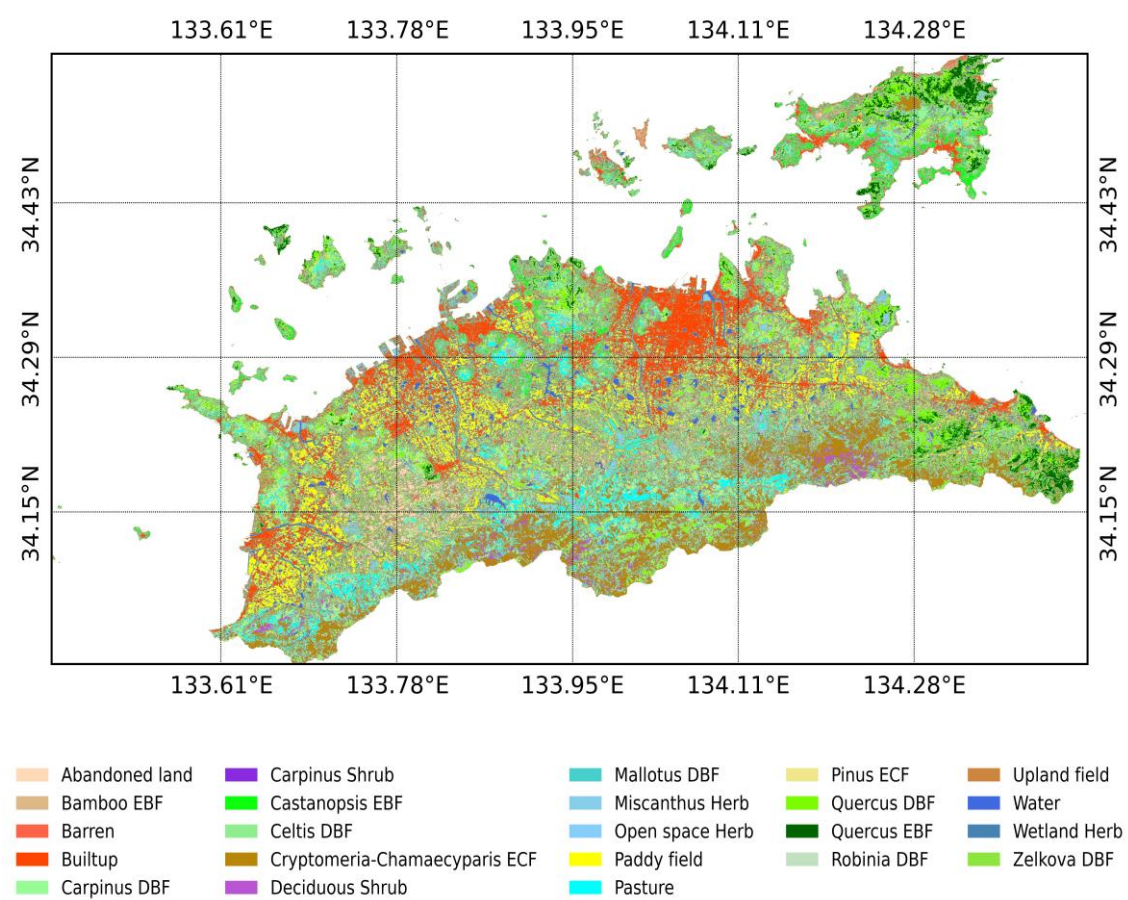 133.61°E 133.78°E 133.95°E 134.11°E 134.28°E
34.43°N 34.43°N
34.29°N 34.29°N
34.15°N 34.15°N
133.61°E 133.78°E 133.95°E 134.11°E 134.28°E
Abandoned land Carpinus Shrub Mallotus DBF Pinus ECF Upland field
Bamboo EBF Castanopsis EBF Miscanthus Herb Quercus DBF Water
Barren Celtis DBF Open space Herb Quercus EBF Wetland Herb
Builtup Cryptomeria-Chamaecyparis ECF Paddy field Robinia DBF Zelkova DBF
Carpinus DBF Deciduous Shrub Pasture